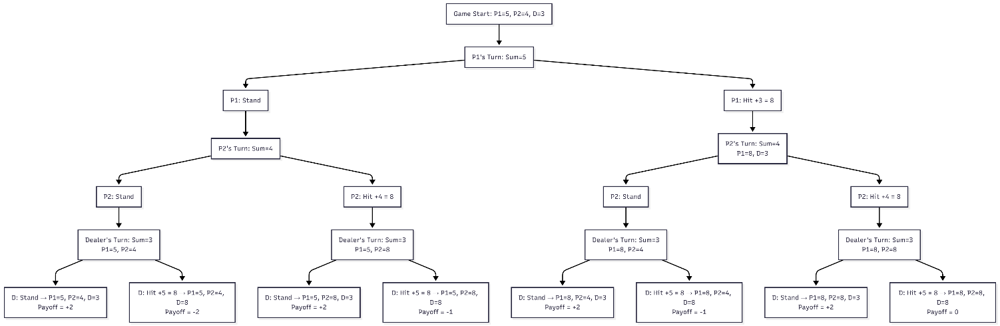 Game Start: P1=5, P2=4, D=3
P1's Turn: Sum=5
P1: Stand
P1: Hit +3 = 8
P2's Turn: Sum=4
P2's Turn: Sum=4
P1=8, D=3
P2: Stand
P2: Hit +4 = 8
P2: Stand
P2: Hit +4 = 8
Dealer's Turn: Sum=3
P1=5, P2=4
Dealer's Turn: Sum=3
P1=5, P2=8
Dealer's Turn: Sum=3
P1=8, P2=4
Dealer's Turn: Sum=3
P1=8, P2=8
D: Stand → P1=5, P2=4, D=3
Payoff = +2
D: Hit +5 = 8 → P1=5, P2=4,
D=8
Payoff = -2
D: Stand → P1=5, P2=8, D=3
Payoff = +2
D: Hit +5 = 8 → P1=5, P2=8,
D=8
Payoff = -1
D: Stand → P1=8, P2=4, D=3
Payoff = +2
D: Hit +5 = 8 → P1=8, P2=4,
D=8
Payoff = -1
D: Stand → P1=8, P2=8, D=3
Payoff = +2
D: Hit +5 = 8 → P1=8, P2=8,
D=8
Payoff = 0